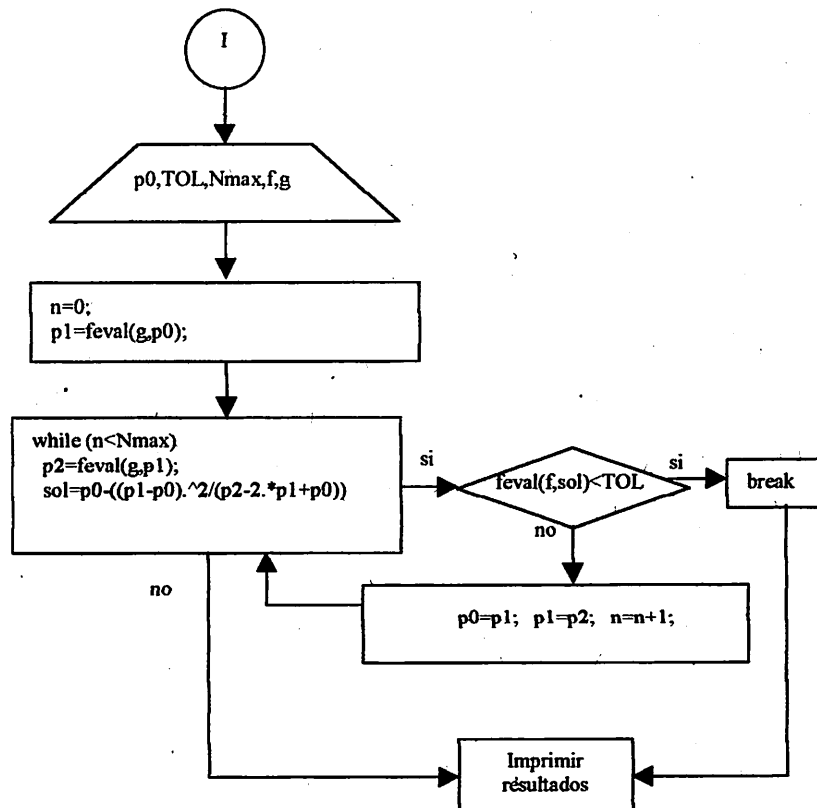 I
p0,TOL,Nmax,f,g
n=0;
p1=feval(g,p0);
while (n<Nmax)
p2=feval(g,p1);
sol=p0-((p1-p0).^2/(p2-2.*p1+p0))
si
feval(f,sol)<TOL
si
break
no
no
p0=p1; p1=p2; n=n+1;
Imprimir
resultados